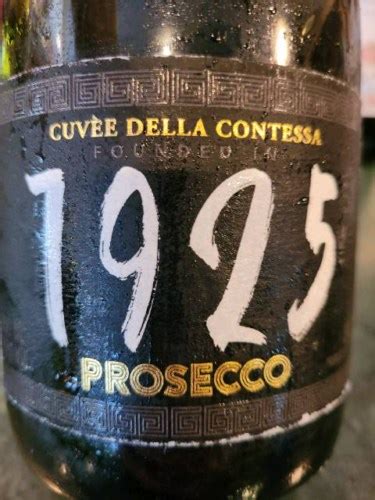 CUVÈE DELLA CONTESSA
FOUNDED IN
1925
PROSECCO